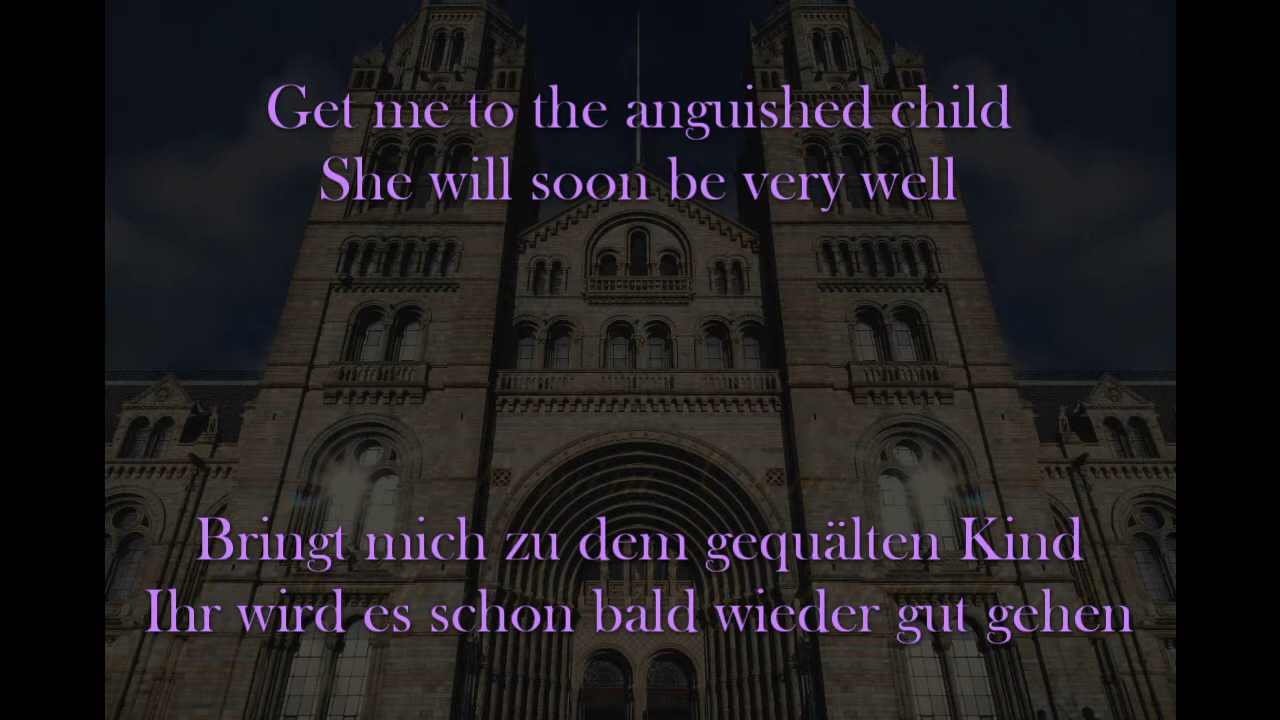 Get me to the anguished child
She will soon be very well
Bringt mich zu dem gequälten Kind
Ihr wird es schon bald wieder gut gehen